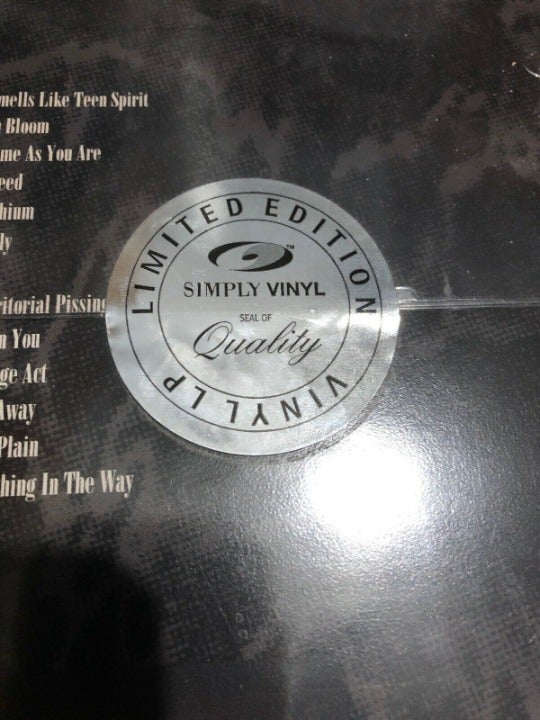 mells Like Teen Spirit
Bloom
me As You Are
eed
hium
ly
ritorial Pissing
n You
ge Act
Away
Plain
hing In The Way
LIMITED EDITION
TM
SIMPLY VINYL
SEAL OF
Quality
VINYL LP